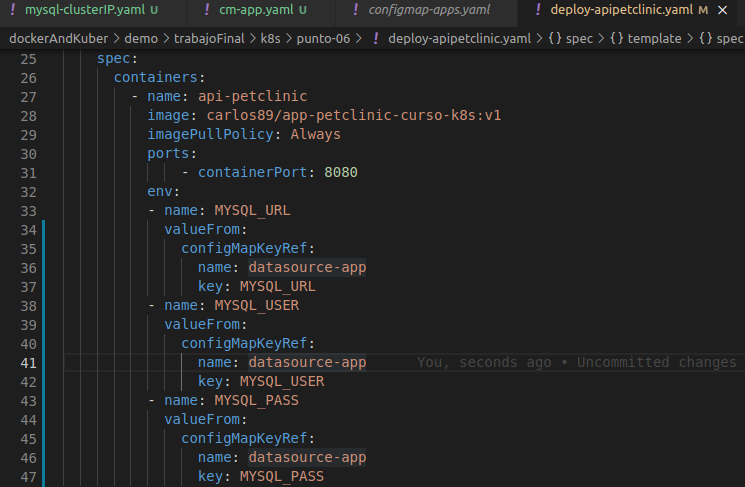 ! mysql-clusterIP.yaml U ! cm-app.yaml U ! configmap-apps.yaml ! deploy-apipetclinic.yaml M ×
dockerAndKuber > demo > trabajoFinal > k8s > punto-06 > ! deploy-apipetclinic.yaml > {} spec > {} template > {} spec
25 spec:
26 containers:
27 - name: api-petclinic
28 image: carlos89/app-petclinic-curso-k8s:v1
29 imagePullPolicy: Always
30 ports:
31 - containerPort: 8080
32 env:
33 - name: MYSQL_URL
34 valueFrom:
35 configMapKeyRef:
36 name: datasource-app
37 key: MYSQL_URL
38 - name: MYSQL_USER
39 valueFrom:
40 configMapKeyRef:
41 name: datasource-app You, seconds ago • Uncommitted changes
42 key: MYSQL_USER
43 - name: MYSQL_PASS
44 valueFrom:
45 configMapKeyRef:
46 name: datasource-app
47 key: MYSQL_PASS